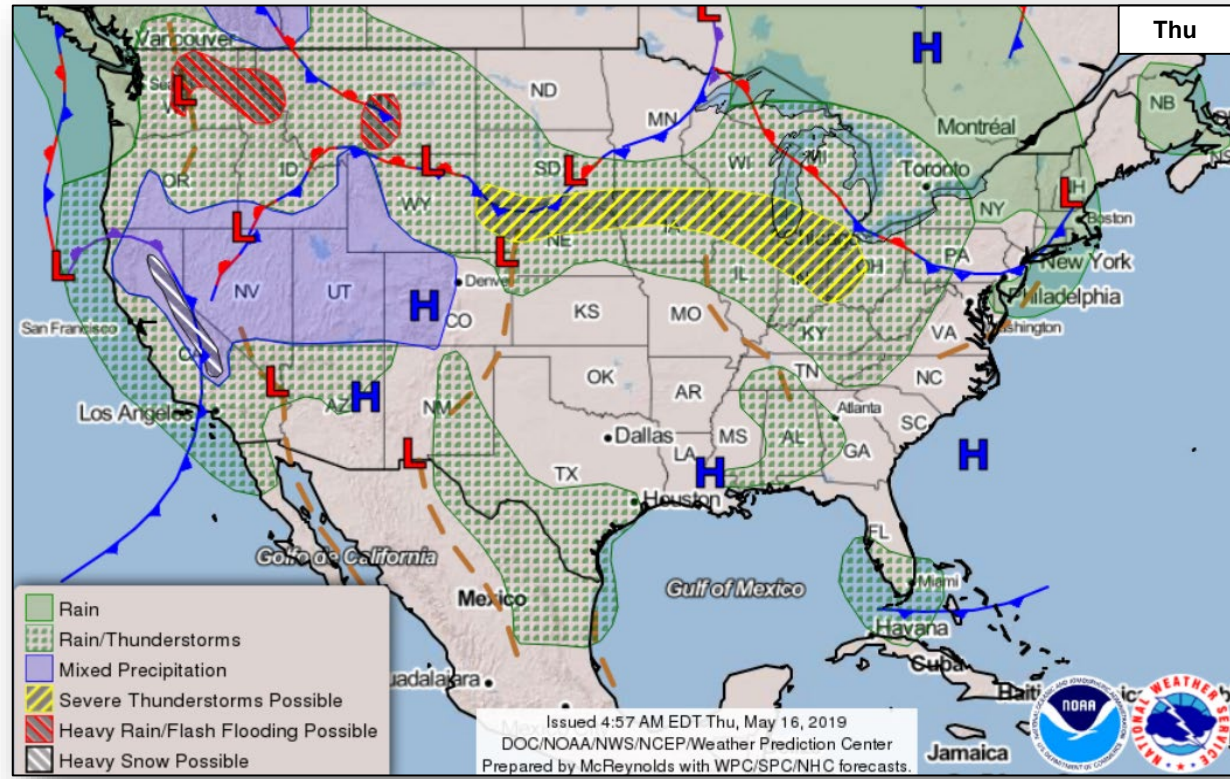 Thu
Vancouver
ND
MN
Montréal
NB
WI
MI
Toronto
OR
ID
SD
WY
NY
Boston
NE
IL
PA
New York
NV
UT
Denver
CO
KS
MO
KY
VA
Philadelphia
Washington
San Francisco
CA
TN
NC
OK
AR
Los Angeles
AZ
NM
Atlanta
SC
Dallas
MS
AL
GA
LA
TX
Houston
FL
Golfo de California
Gulf of Mexico
Miami
Mexico
Havana
Cuba
Jamaica
H
H
H
H
H
L
L
L
L
L
L
L
L
L
L
Rain
Rain/Thunderstorms
Mixed Precipitation
Severe Thunderstorms Possible
Heavy Rain/Flash Flooding Possible
Heavy Snow Possible
Issued 4:57 AM EDT Thu, May 16, 2019
DOC/NOAA/NWS/NCEP/Weather Prediction Center
Prepared by McReynolds with WPC/SPC/NHC forecasts.
NOAA
NATIONAL WEATHER